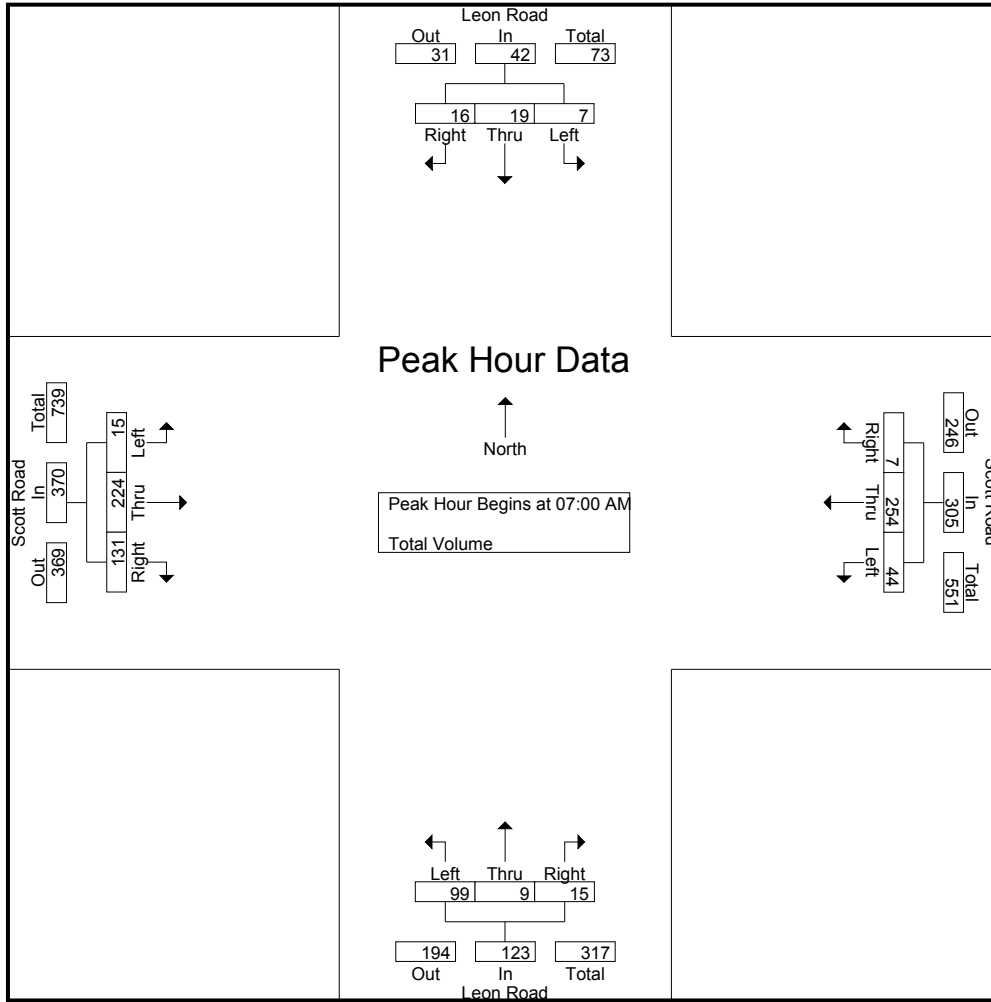 Leon Road
Out In Total
31 42 73
16 19 7
Right Thru Left
Peak Hour Data
North
Peak Hour Begins at 07:00 AM
Total Volume
Scott Road
Total In Out
739 370 369
15 224 131
Left Thru Right
Right Thru Left
7 254 44
246 305 551
Out In Total
Scott Road
Left Thru Right
99 9 15
194 123 317
Out In Total
Leon Road